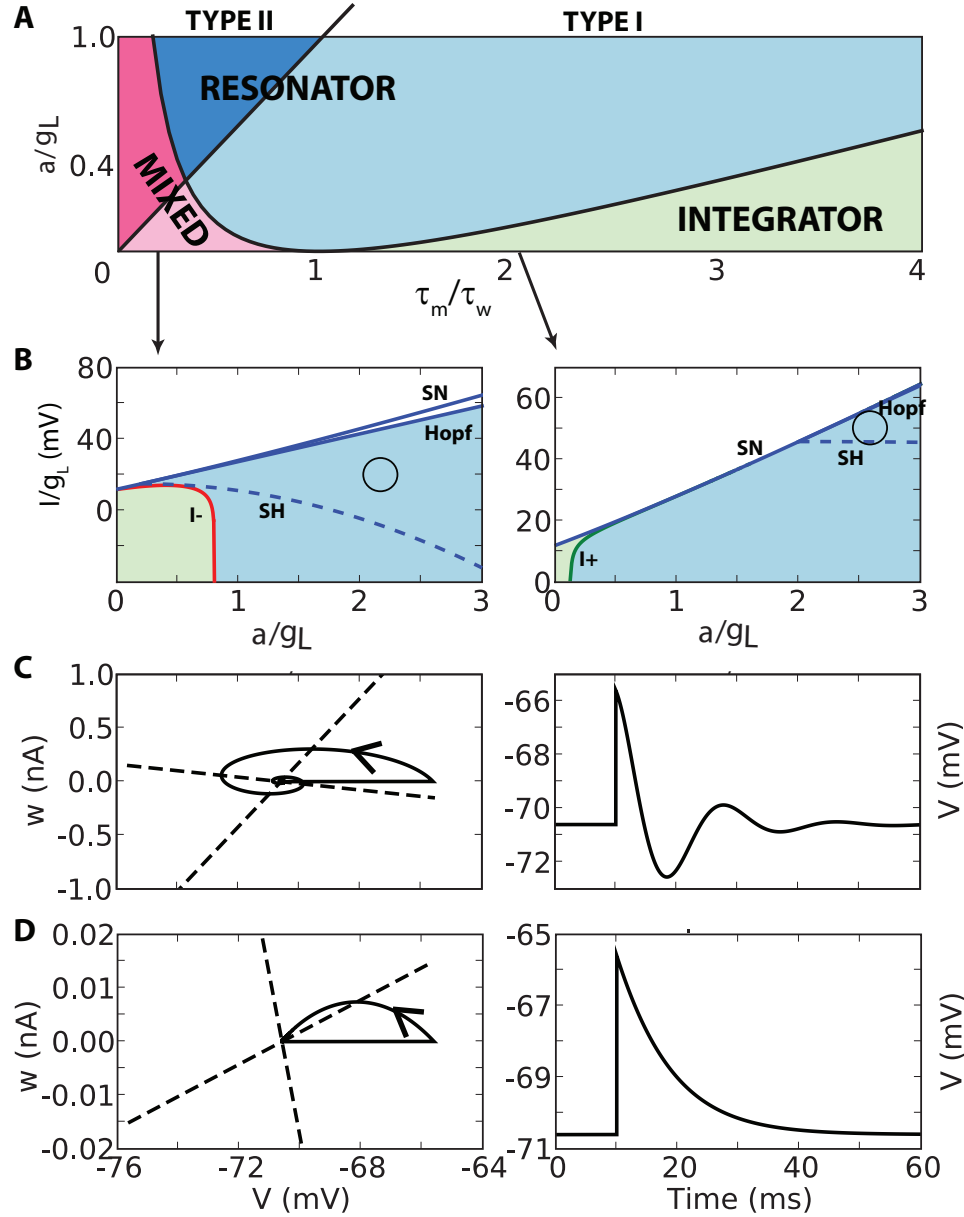 A
TYPE II
TYPE I
1.0
0.4
0
a/gL
RESONATOR
MIXED
INTEGRATOR
1
2
3
4
τm/τw
B
80
40
0
I/gL (mV)
SN
Hopf
SH
I-
0
1
2
3
a/gL
60
40
20
0
SN
Hopf
SH
I+
0
1
2
3
a/gL
C
1.0
0.5
0.0
-0.5
-1.0
w (nA)
-66
-68
-70
-72
V (mV)
D
0.02
0.01
0.00
-0.01
-0.02
w (nA)
-76
-72
-68
-64
V (mV)
-65
-67
-69
-71
V (mV)
0
20
40
60
Time (ms)